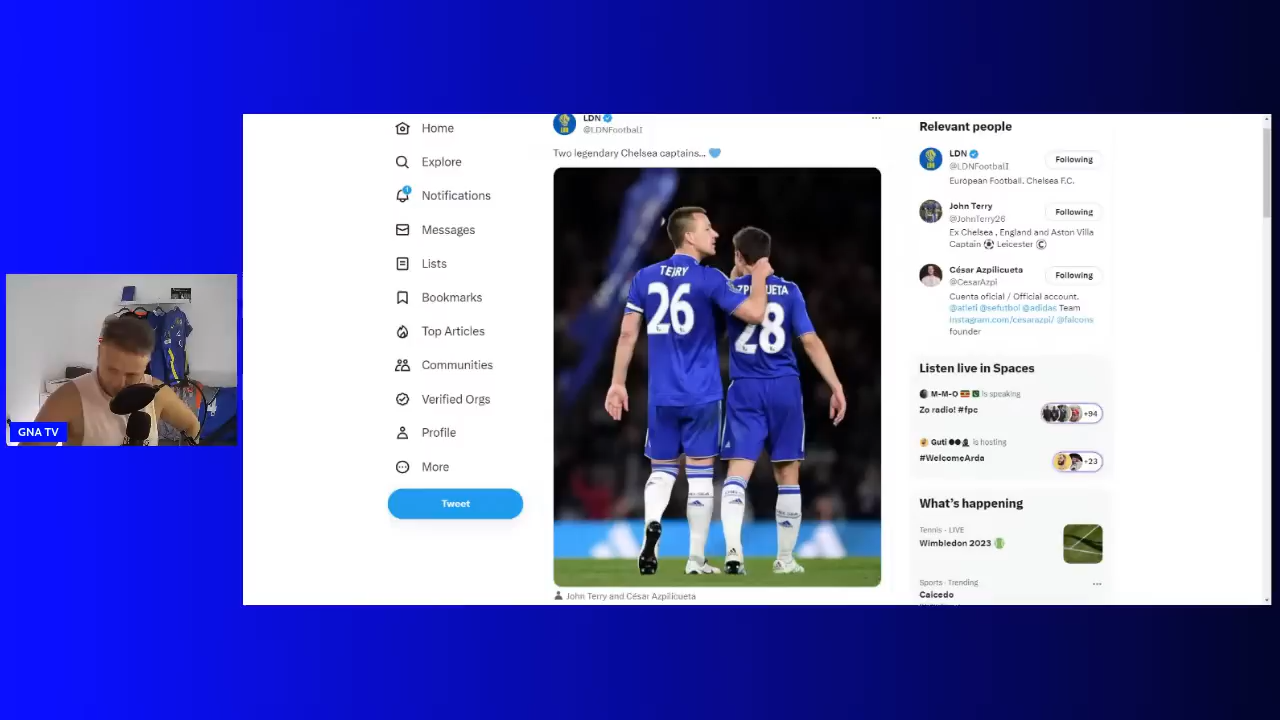 GNA TV
Home
Explore
Notifications
Messages
Lists
Bookmarks
Top Articles
Communities
Verified Orgs
Profile
More
Tweet
LDN
@LDNFootballl
Two legendary Chelsea captains...
TERRY
26
28
John Terry and César Azpilicueta
Relevant people
LDN
@LDNFootballl
Following
European Football. Chelsea F.C.
John Terry
@JohnTerry26
Following
Ex Chelsea , England and Aston Villa
Captain Leicester
César Azpilicueta
@CesarAzpi
Following
Cuenta oficial / Official account.
@atleti @sefutbol @adidas Team
instagram.com/cesarazpi/ @falcons
founder
Listen live in Spaces
M-M-O is speaking
Zo radio! #fpc
+94
Guti is hosting
#WelcomeArda
+23
What's happening
Tennis · LIVE
Wimbledon 2023
Sports · Trending
Caicedo